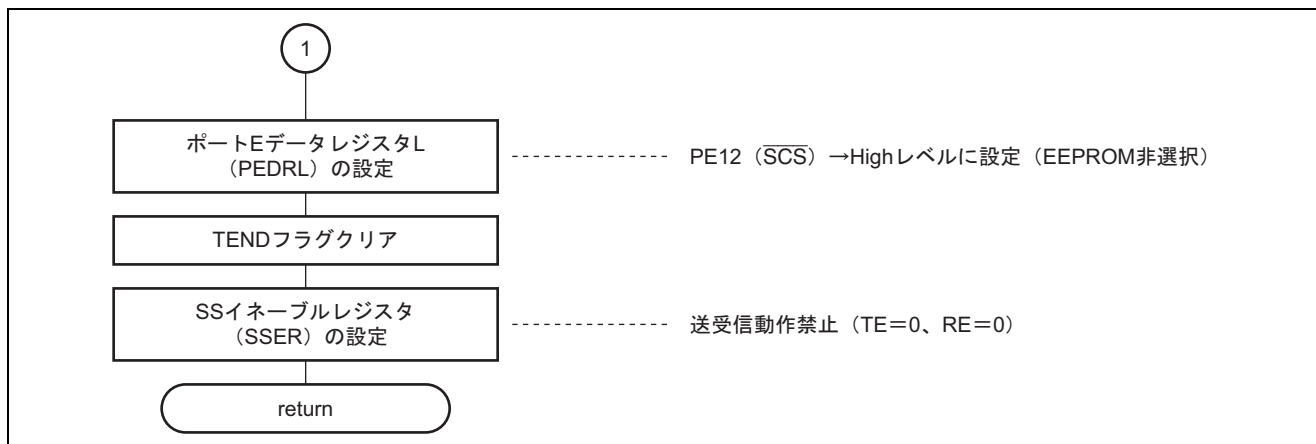 1
ポートEデータレジスタL
（PEDRL）の設定
PE12（SCS）→Highレベルに設定（EEPROM非選択）
TENDフラグクリア
SSイネーブルレジスタ
（SSER）の設定
送受信動作禁止（TE＝0、RE＝0）
return